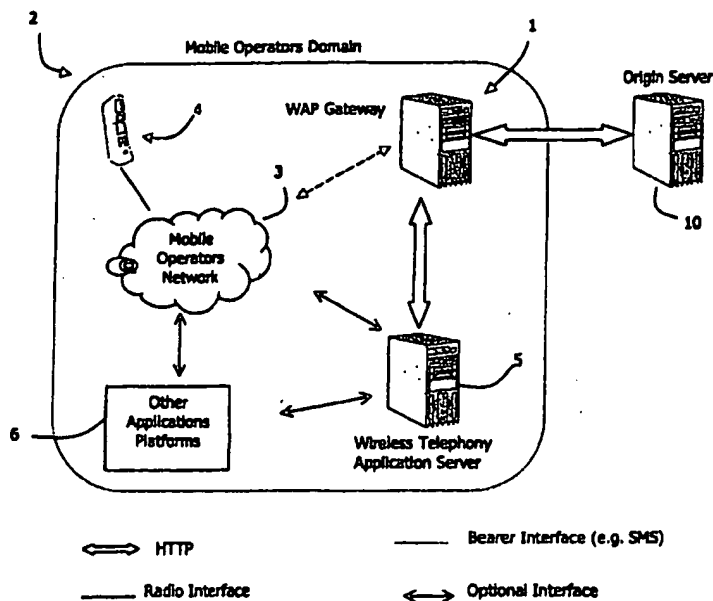 2
Mobile Operators Domain
1
Origin Server
WAP Gateway
4
3
10
Mobile
Operators
Network
5
6
Other
Applications
Platforms
Wireless Telephony
Application Server
HTTP
Bearer Interface (e.g. SMS)
Radio Interface
Optional Interface